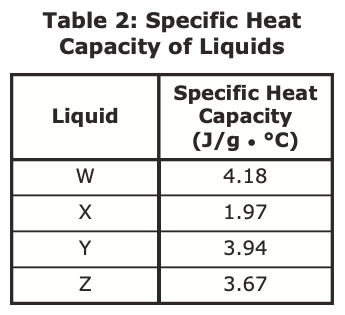 Table 2: Specific Heat
Capacity of Liquids
Liquid
Specific Heat
Capacity
(J/g • °C)
W 4.18
X 1.97
Y 3.94
Z 3.67